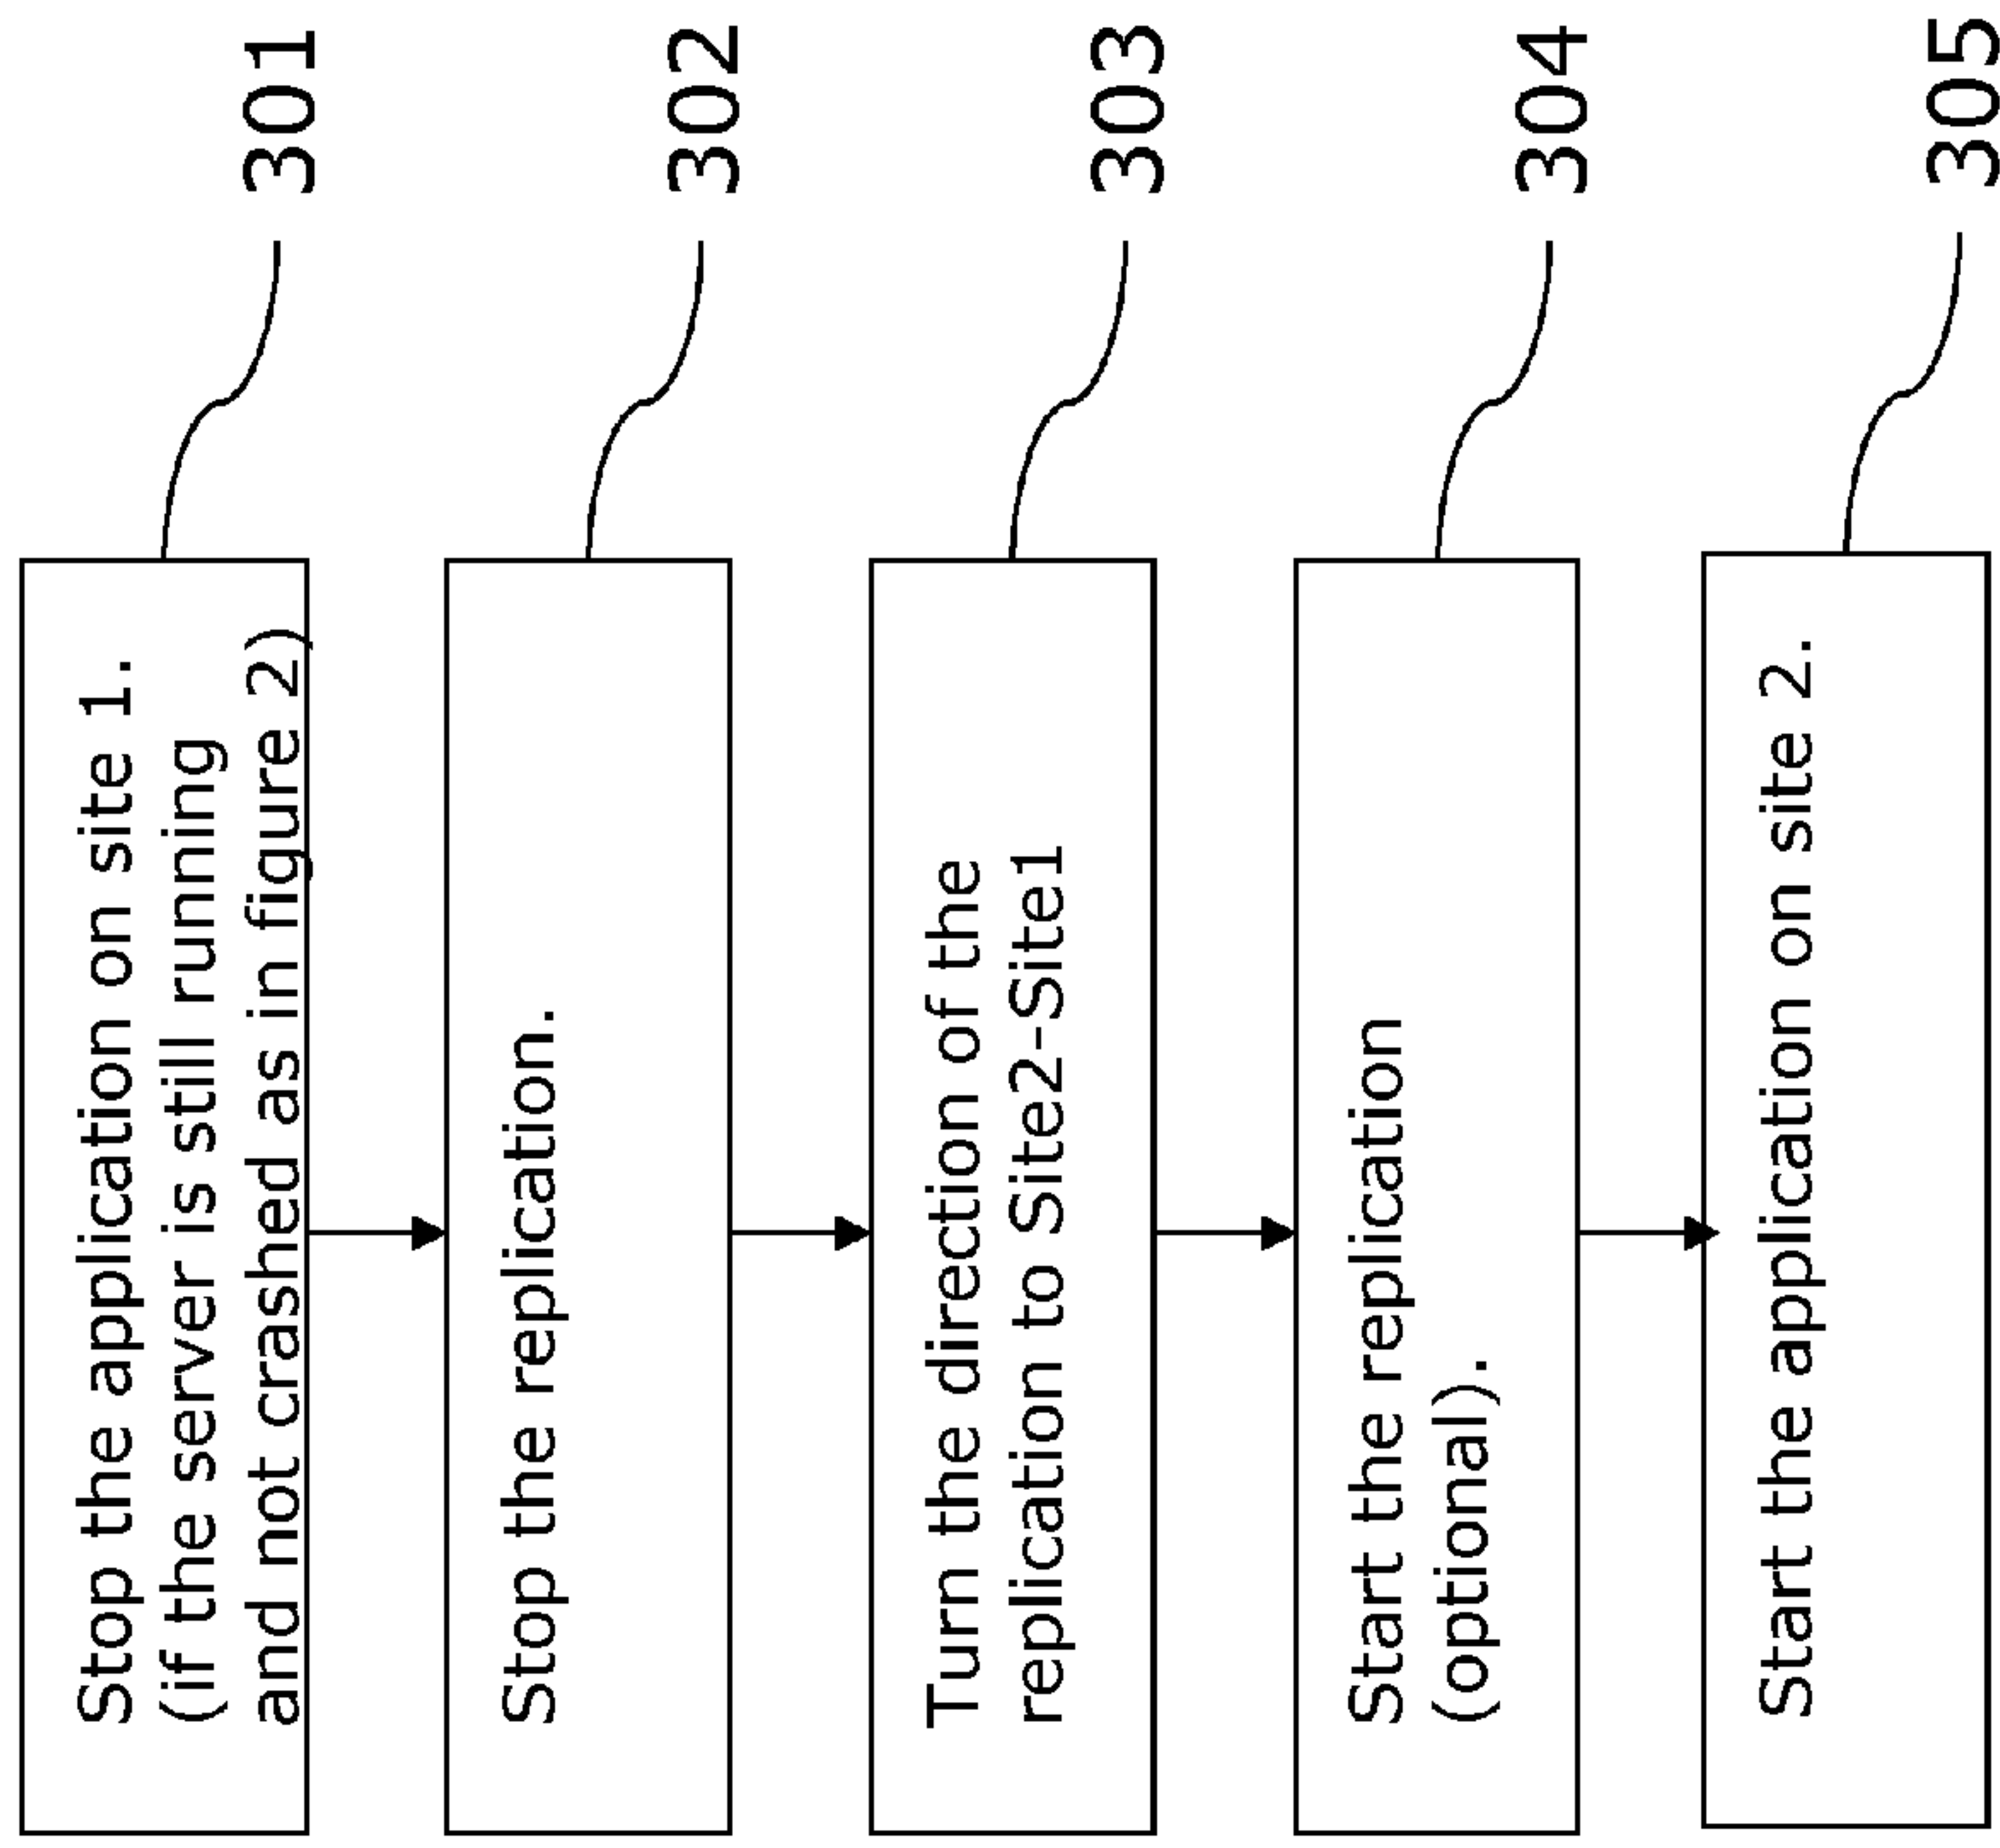 Stop the application on site 1.
(if the server is still running
and not crashed as in figure 2)
301
Stop the replication.
302
Turn the direction of the
replication to Site2-Site1
303
Start the replication
(optional).
304
Start the application on site 2.
305